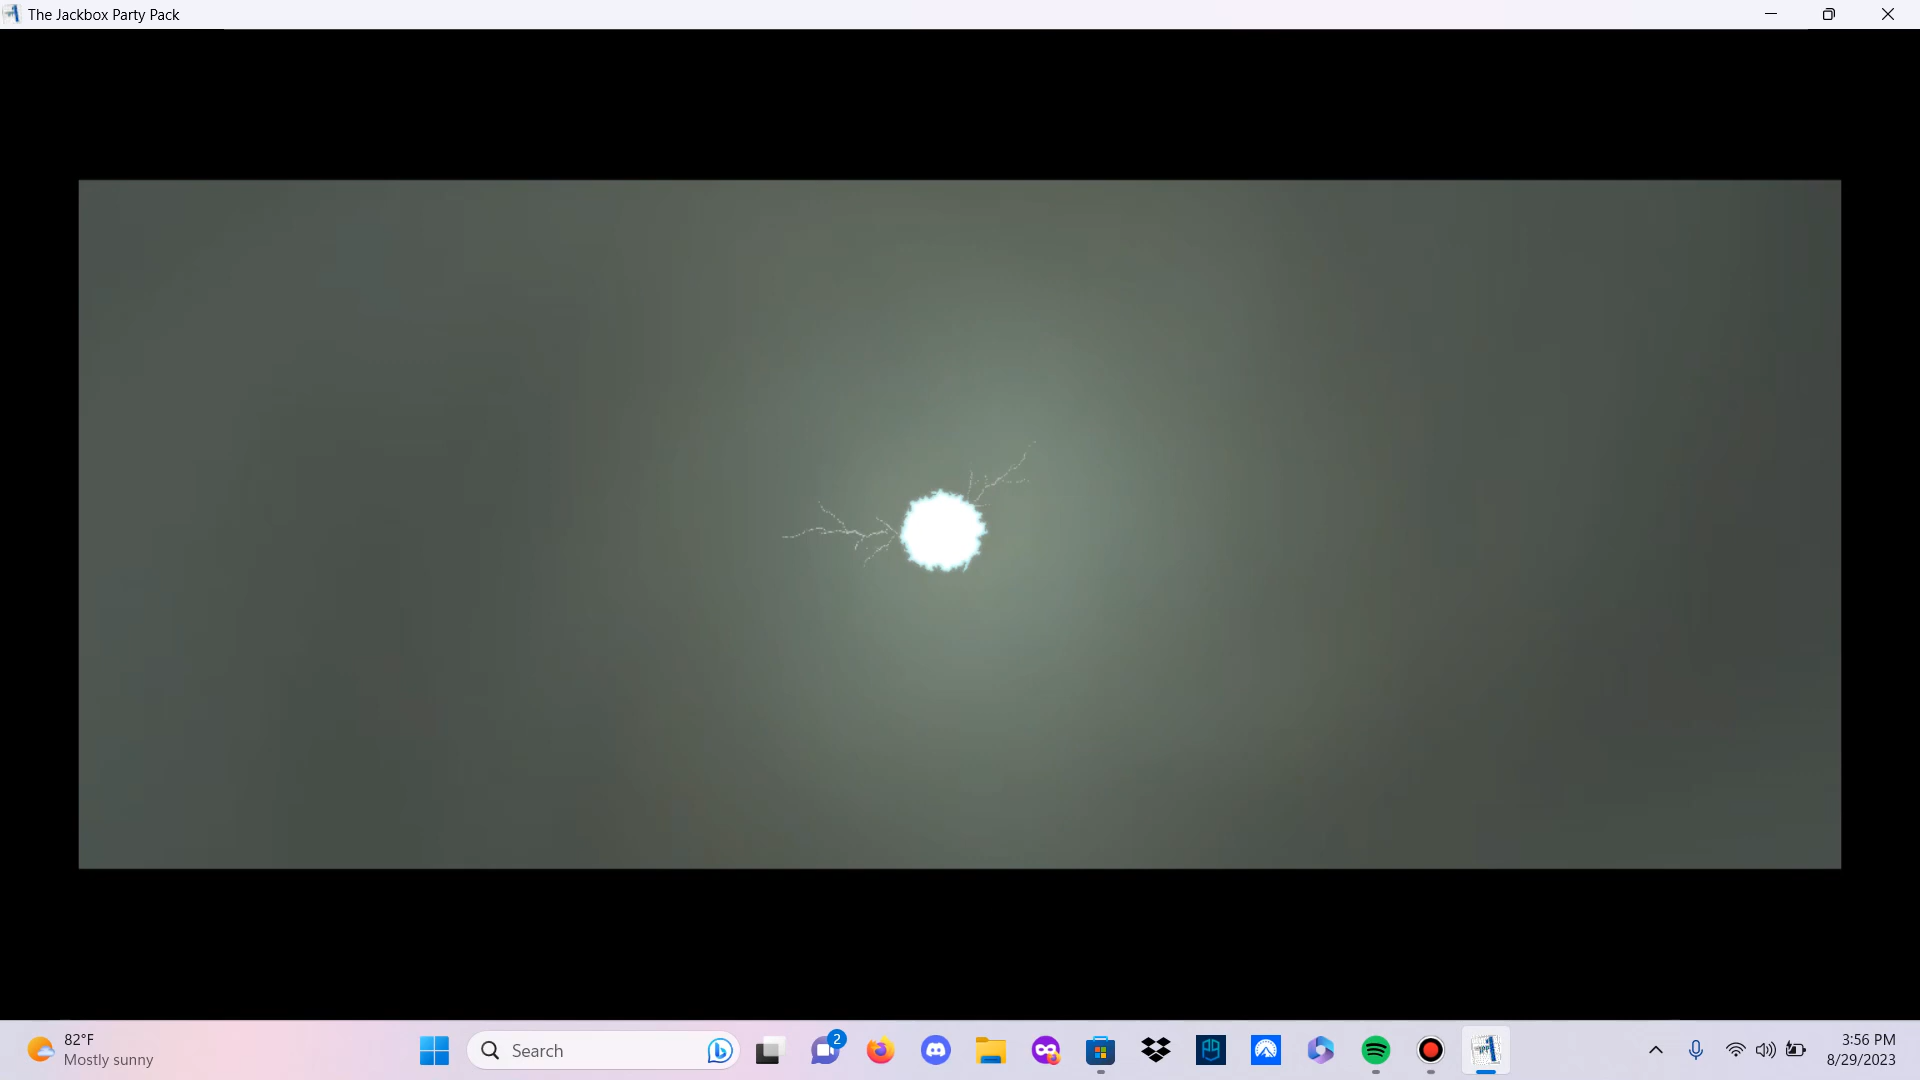 The Jackbox Party Pack
82°F
Mostly sunny
Search
2
3:56 PM
8/29/2023